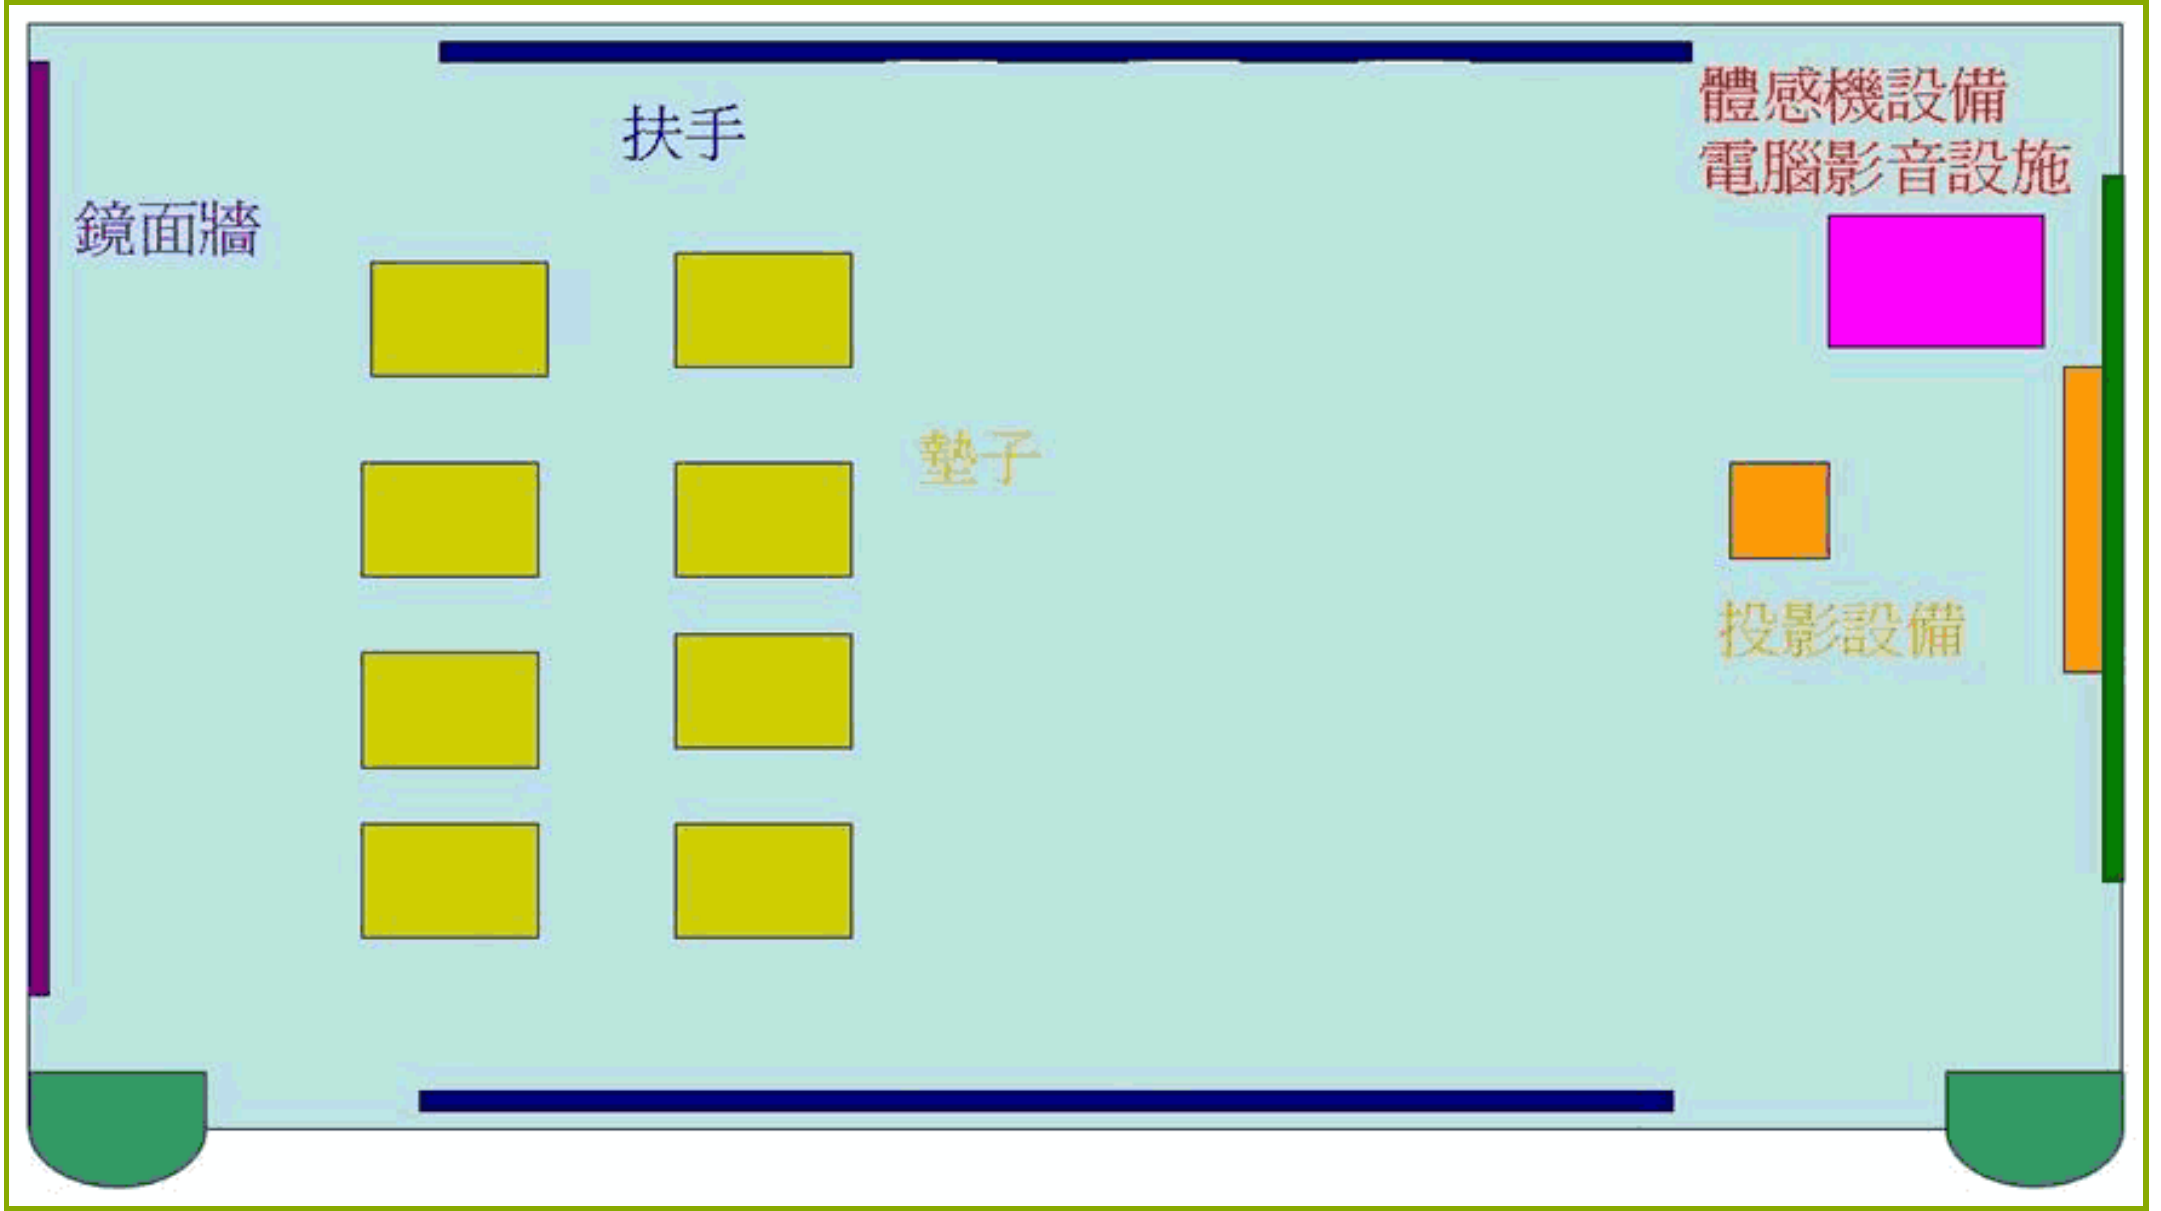 體感機設備
電腦影音設施
扶手
鏡面牆
墊子
投影設備